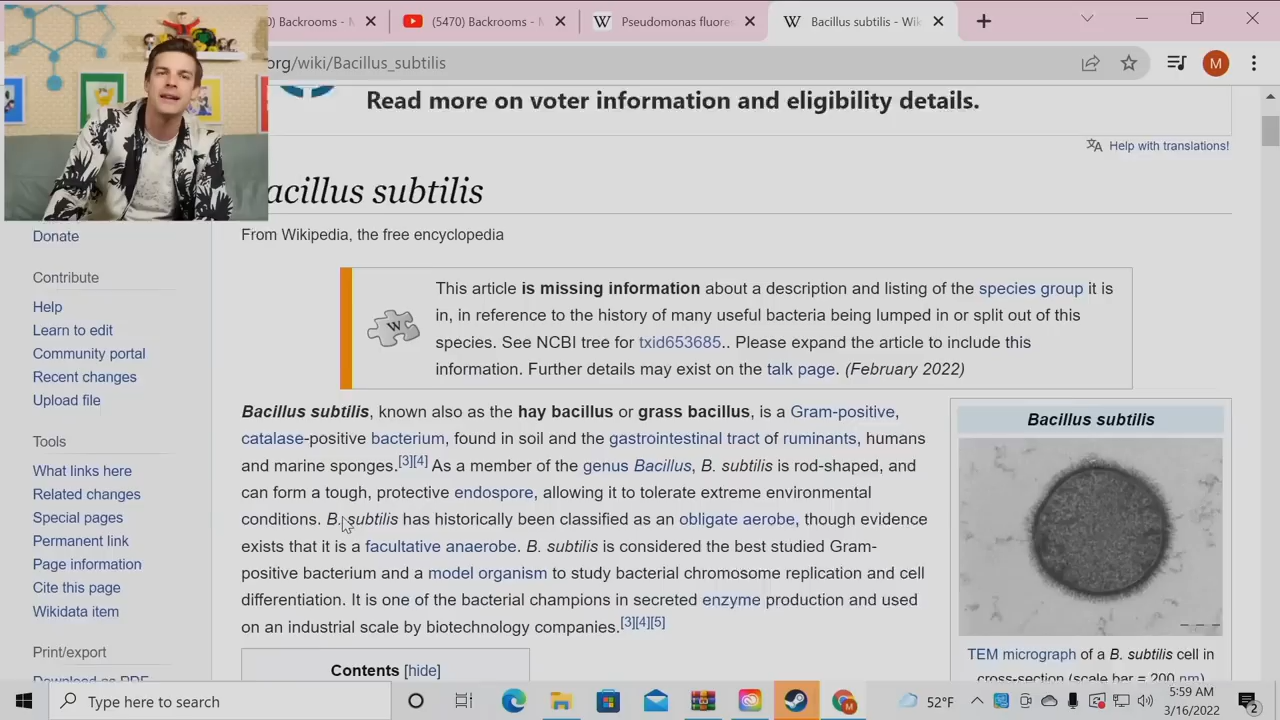 ) Backrooms - M
(5470) Backrooms - M
W
Pseudomonas fluores
W
Bacillus subtilis - Wik
org/wiki/Bacillus_subtilis
M
Read more on voter information and eligibility details.
Help with translations!
acillus subtilis
From Wikipedia, the free encyclopedia
Donate
Contribute
Help
Learn to edit
Community portal
Recent changes
Upload file
Tools
What links here
Related changes
Special pages
Permanent link
Page information
Cite this page
Wikidata item
Print/export
Download as PDF
W
This article is missing information about a description and listing of the species group it is
in, in reference to the history of many useful bacteria being lumped in or split out of this
species. See NCBI tree for txid653685.. Please expand the article to include this
information. Further details may exist on the talk page. (February 2022)
Bacillus subtilis, known also as the hay bacillus or grass bacillus, is a Gram-positive,
catalase-positive bacterium, found in soil and the gastrointestinal tract of ruminants, humans
and marine sponges.[3][4] As a member of the genus Bacillus, B. subtilis is rod-shaped, and
can form a tough, protective endospore, allowing it to tolerate extreme environmental
conditions. B. subtilis has historically been classified as an obligate aerobe, though evidence
exists that it is a facultative anaerobe. B. subtilis is considered the best studied Gram-
positive bacterium and a model organism to study bacterial chromosome replication and cell
differentiation. It is one of the bacterial champions in secreted enzyme production and used
on an industrial scale by biotechnology companies.[3][4][5]
Contents [hide]
Bacillus subtilis
TEM micrograph of a B. subtilis cell in
cross-section (scale bar = 200 nm)
Type here to search
M
52°F
5:59 AM
3/16/2022
2